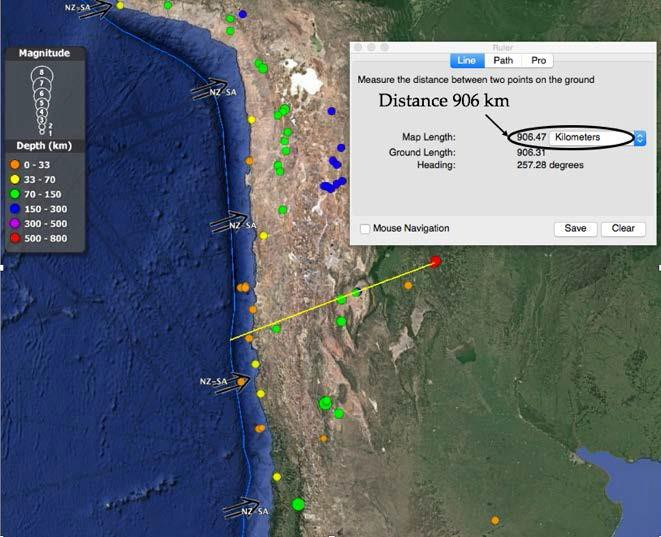 NZ-SA
Magnitude
8
7
6
5
4
3
2
1
Depth (km)
0 - 33
33 - 70
70 - 150
150 - 300
300 - 500
500 - 800
NZ-SA
NZ-SA
NZ-SA
NZ-SA
Ruler
Line Path Pro
Measure the distance between two points on the ground
Distance 906 km
Map Length: 906.47 Kilometers
Ground Length: 906.31
Heading: 257.28 degrees
Mouse Navigation Save Clear